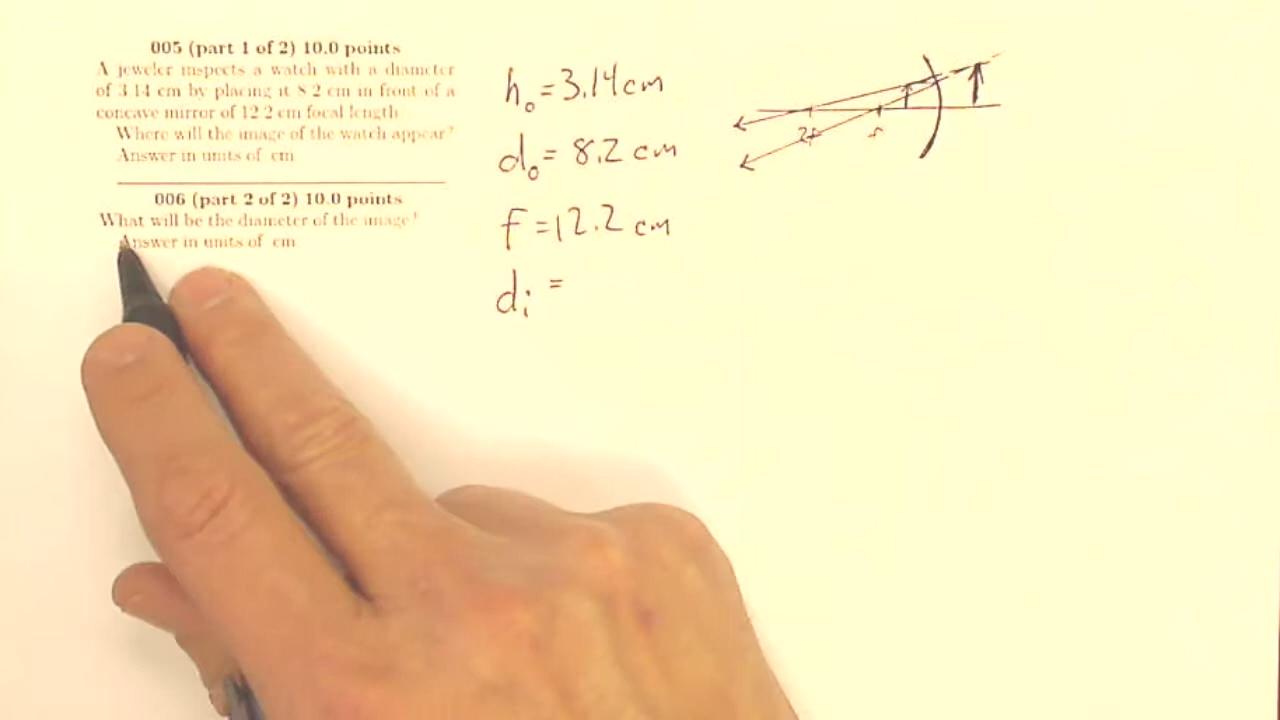 005 (part 1 of 2) 10.0 points
A jeweler inspects a watch with a diameter
of 3.14 cm by placing it 8.2 cm in front of a
concave mirror of 12.2 cm focal length.
Where will the image of the watch appear?
Answer in units of cm
006 (part 2 of 2) 10.0 points
What will be the diameter of the image?
Answer in units of cm
h₀ = 3.14 cm
d₀ = 8.2 cm
f = 12.2 cm
dᵢ =
2f
f